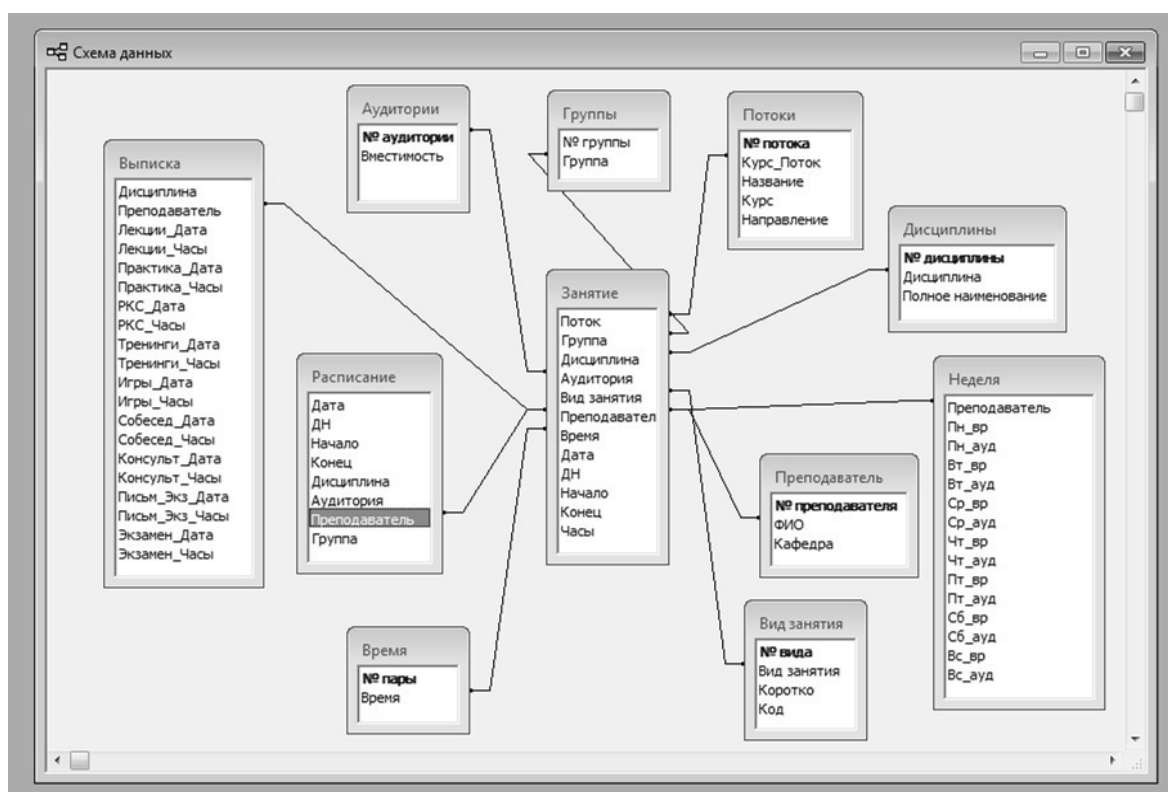 Схема данных
Выписка
Дисциплина
Преподаватель
Лекции_Дата
Лекции_Часы
Практика_Дата
Практика_Часы
РКС_Дата
РКС_Часы
Тренинги_Дата
Тренинги_Часы
Игры_Дата
Игры_Часы
Собесед_Дата
Собесед_Часы
Консульт_Дата
Консульт_Часы
Письм_Экз_Дата
Письм_Экз_Часы
Экзамен_Дата
Экзамен_Часы
Аудитории
№ аудитории
Вместимость
Группы
№ группы
Группа
Потоки
№ потока
Курс_Поток
Название
Курс
Направление
Дисциплины
№ дисциплины
Дисциплина
Полное наименование
Занятие
Поток
Группа
Дисциплина
Аудитория
Вид занятия
Преподавател
Время
Дата
ДН
Начало
Конец
Часы
Расписание
Дата
ДН
Начало
Конец
Дисциплина
Аудитория
Преподаватель
Группа
Неделя
Преподаватель
Пн_вр
Пн_ауд
Вт_вр
Вт_ауд
Ср_вр
Ср_ауд
Чт_вр
Чт_ауд
Пт_вр
Пт_ауд
Сб_вр
Сб_ауд
Вс_вр
Вс_ауд
Преподаватель
№ преподавателя
ФИО
Кафедра
Время
№ пары
Время
Вид занятия
№ вида
Вид занятия
Коротко
Код